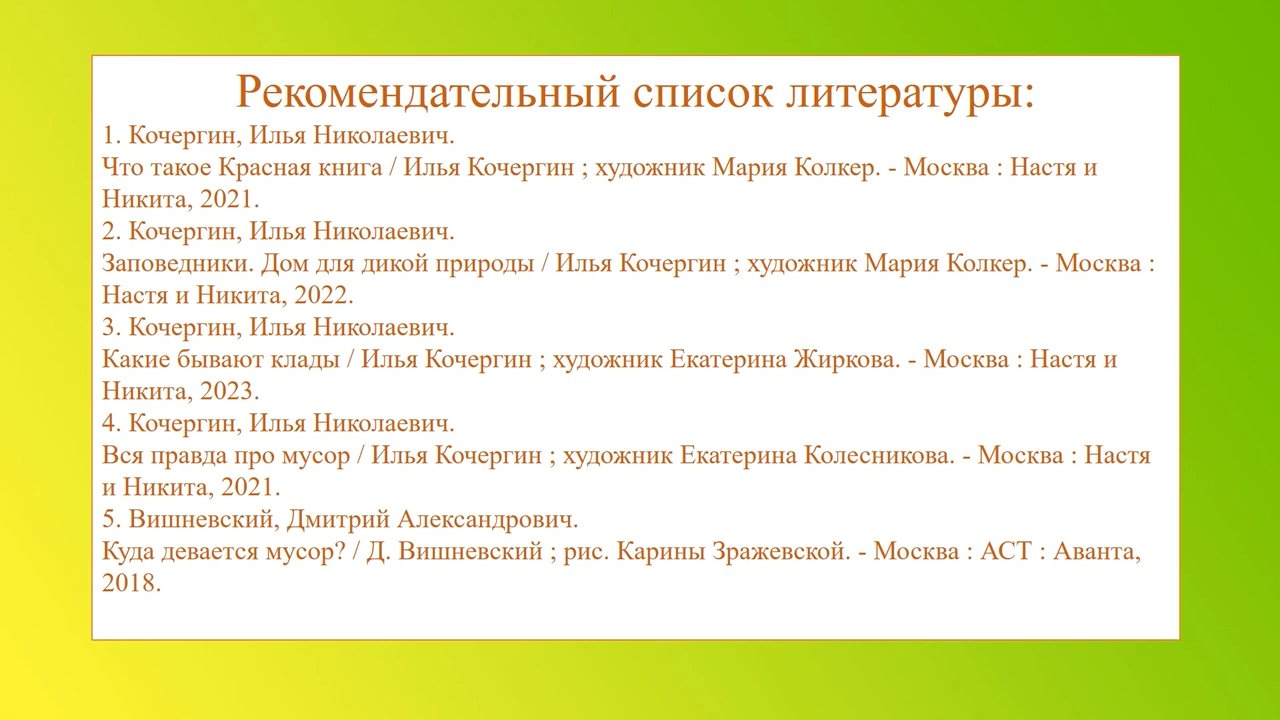 Рекомендательный список литературы:
1. Кочергин, Илья Николаевич.
Что такое Красная книга / Илья Кочергин ; художник Мария Колкер. - Москва : Настя и
Никита, 2021.
2. Кочергин, Илья Николаевич.
Заповедники. Дом для дикой природы / Илья Кочергин ; художник Мария Колкер. - Москва :
Настя и Никита, 2022.
3. Кочергин, Илья Николаевич.
Какие бывают клады / Илья Кочергин ; художник Екатерина Жиркова. - Москва : Настя и
Никита, 2023.
4. Кочергин, Илья Николаевич.
Вся правда про мусор / Илья Кочергин ; художник Екатерина Колесникова. - Москва : Настя
и Никита, 2021.
5. Вишневский, Дмитрий Александрович.
Куда девается мусор? / Д. Вишневский ; рис. Карины Зражевской. - Москва : АСТ : Аванта,
2018.